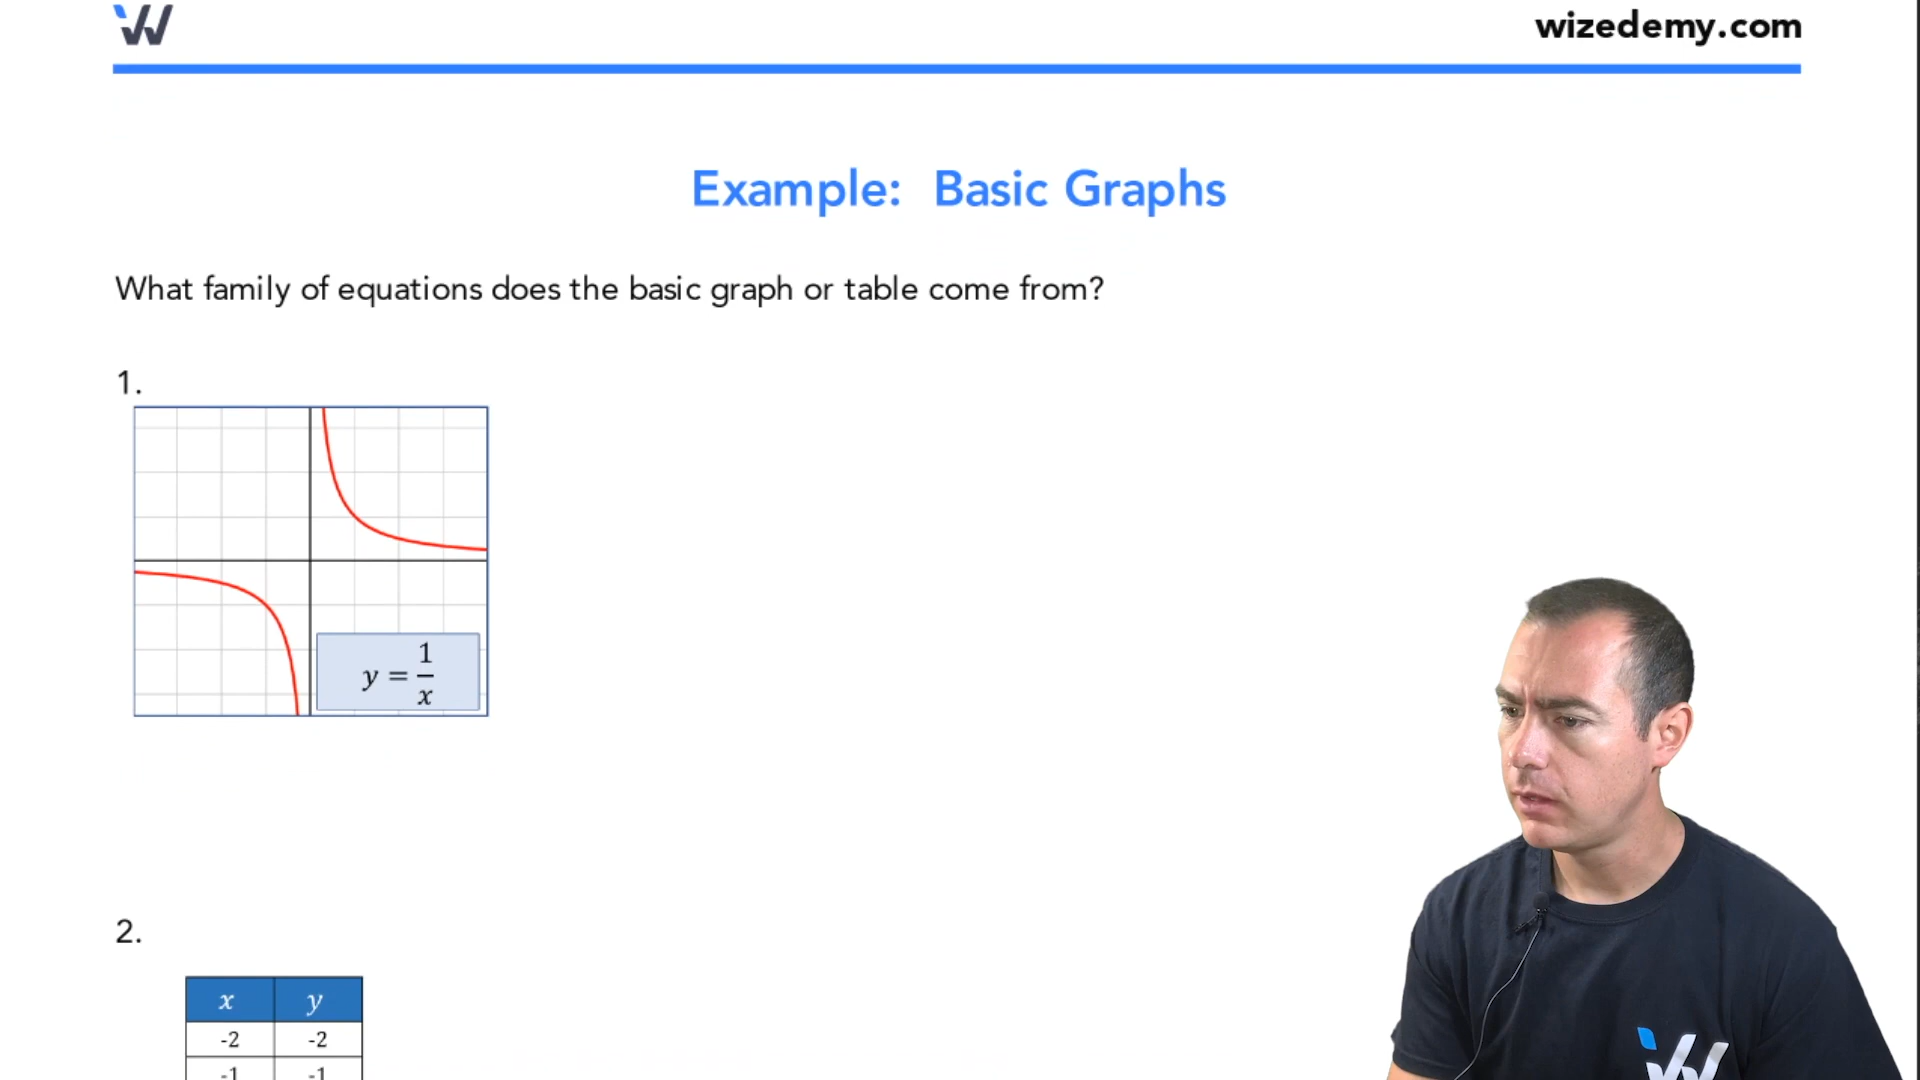 wizedemy.com
Example: Basic Graphs
What family of equations does the basic graph or table come from?
1.
y = 1/x
2.
x y
-2 -2
-1 -1